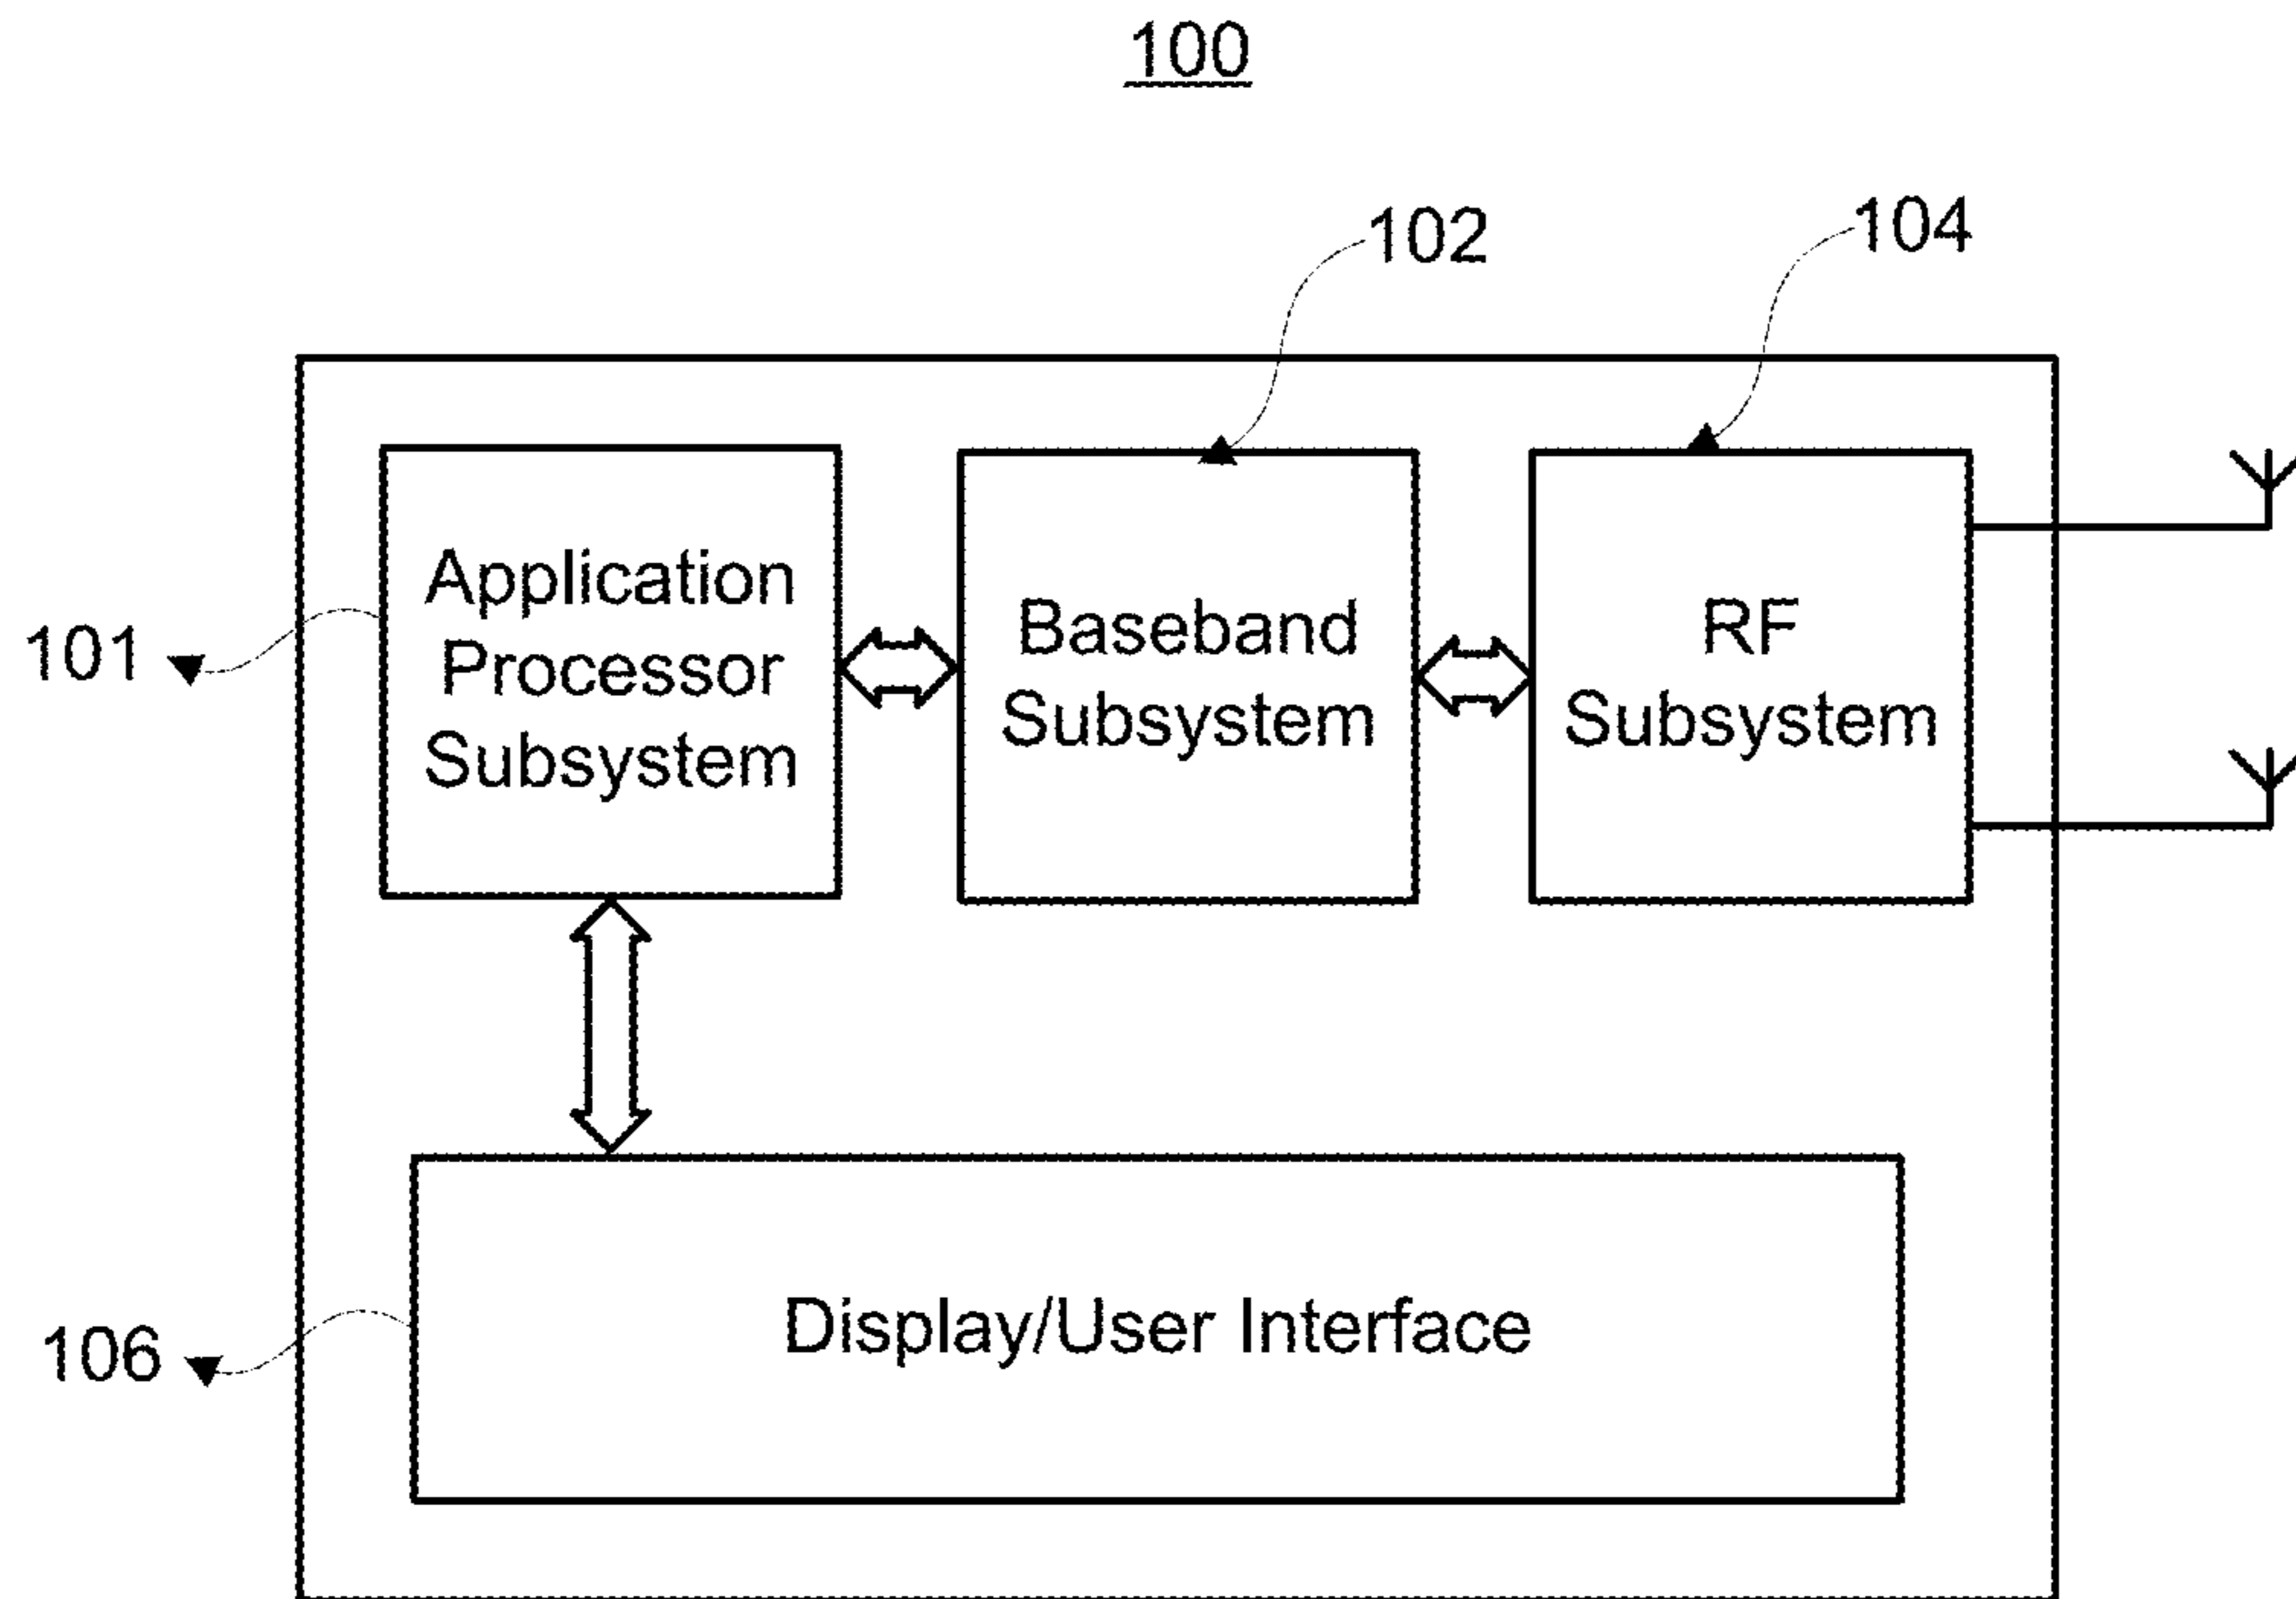 100
102
104
101
Application
Processor
Subsystem
Baseband
Subsystem
RF
Subsystem
106
Display/User Interface